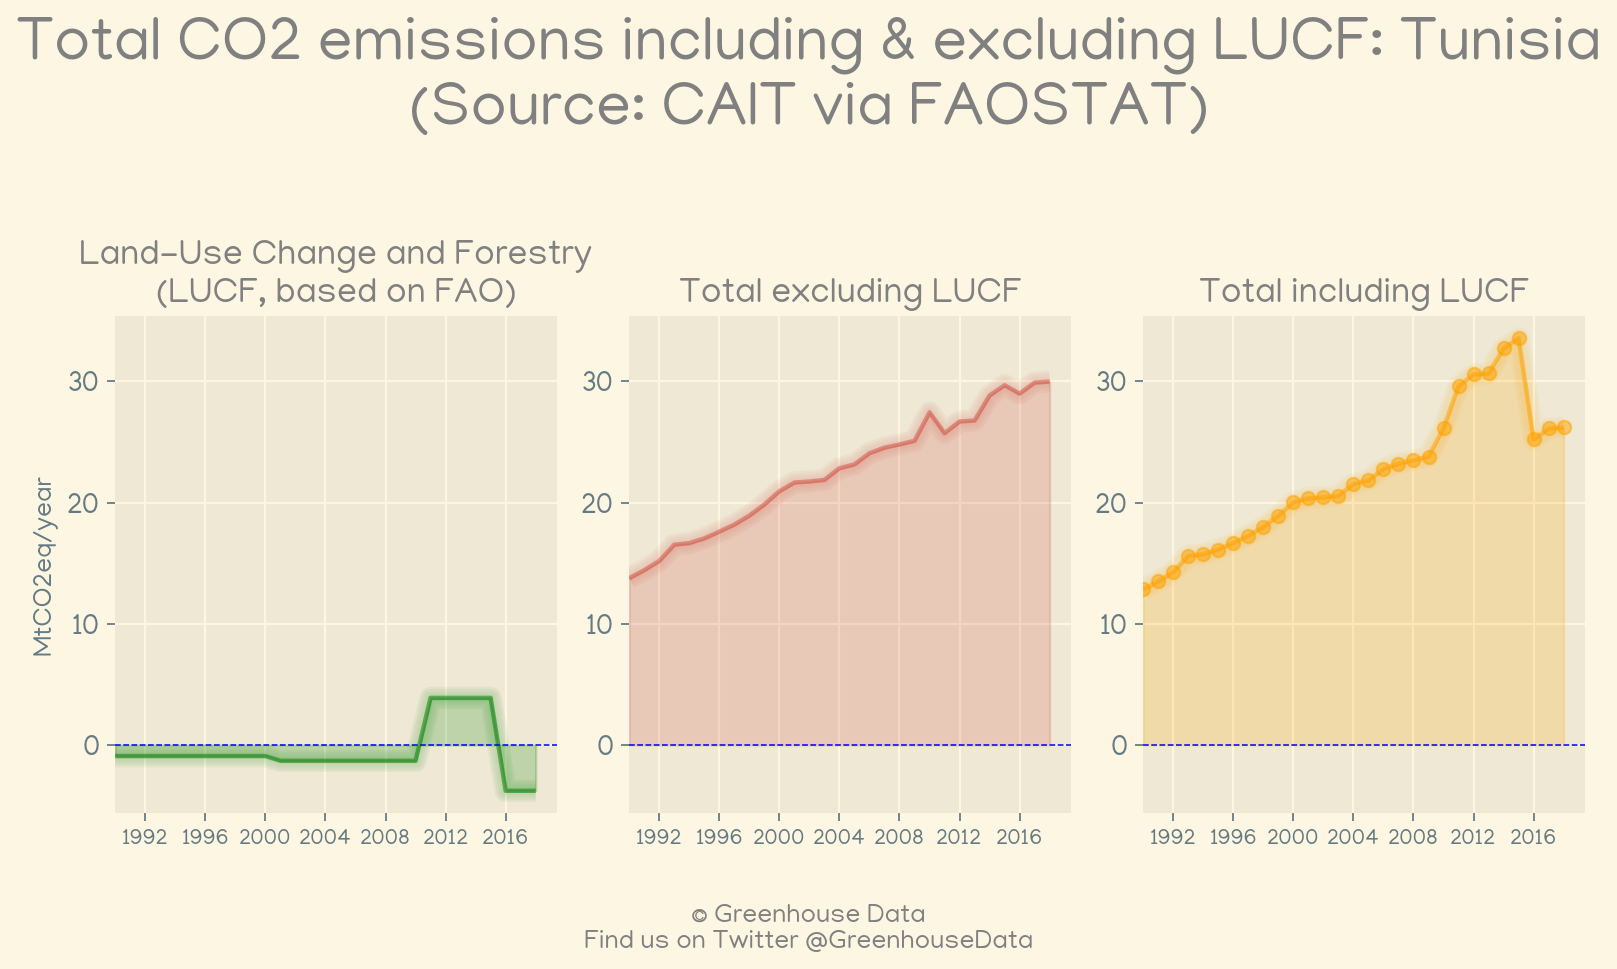 Total CO2 emissions including & excluding LUCF: Tunisia
(Source: CAIT via FAOSTAT)
Land-Use Change and Forestry
(LUCF, based on FAO)
Total excluding LUCF
Total including LUCF
MtCO2eq/year
30
20
10
0
1992 1996 2000 2004 2008 2012 2016
30
20
10
0
1992 1996 2000 2004 2008 2012 2016
30
20
10
0
1992 1996 2000 2004 2008 2012 2016
© Greenhouse Data
Find us on Twitter @GreenhouseData